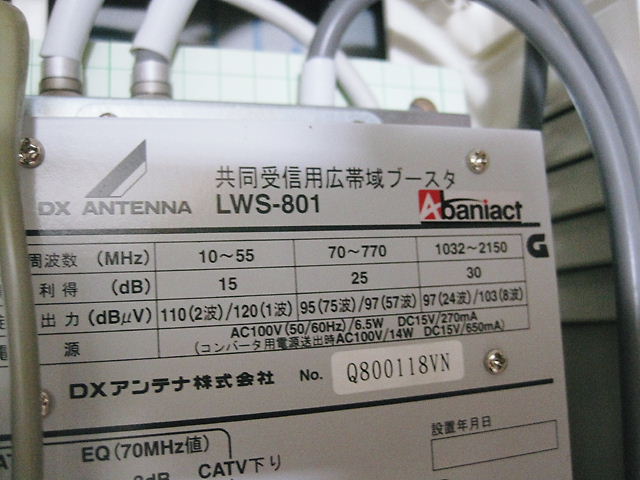 共同受信用広帯域ブースタ
DX ANTENNA LWS-801 Abaniact
周波数 (MHz) 10~55 70~770 1032~2150 G
利得 (dB) 15 25 30
出力 (dBμV) 110(2波)/120(1波) 95(75波)/97(57波) 97(24波)/103(8波)
源 AC100V(50/60Hz)/6.5W DC15V/270mA
(コンバータ用電源送出時AC100V/14W DC15V/650mA)
DXアンテナ株式会社 No. Q800118VN
EQ(70MHz値) 設置年月日
CATV下り